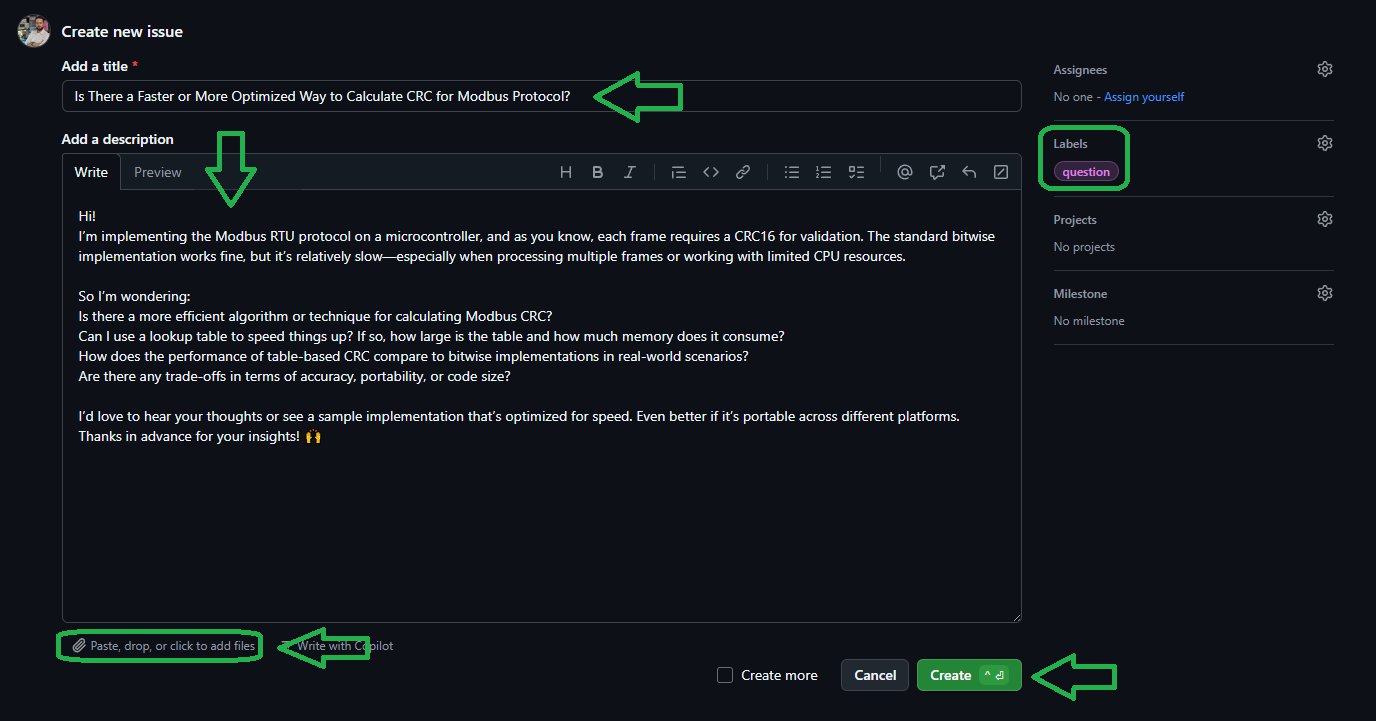 Create new issue
Add a title *
Is There a Faster or More Optimized Way to Calculate CRC for Modbus Protocol?
Add a description
Write
Preview
Hi!
I'm implementing the Modbus RTU protocol on a microcontroller, and as you know, each frame requires a CRC16 for validation. The standard bitwise
implementation works fine, but it's relatively slow—especially when processing multiple frames or working with limited CPU resources.
So I'm wondering:
Is there a more efficient algorithm or technique for calculating Modbus CRC?
Can I use a lookup table to speed things up? If so, how large is the table and how much memory does it consume?
How does the performance of table-based CRC compare to bitwise implementations in real-world scenarios?
Are there any trade-offs in terms of accuracy, portability, or code size?
I'd love to hear your thoughts or see a sample implementation that's optimized for speed. Even better if it's portable across different platforms.
Thanks in advance for your insights! 🙌
Paste, drop, or click to add files
Write with Copilot
Create more
Cancel
Create
Assignees
No one - Assign yourself
Labels
question
Projects
No projects
Milestone
No milestone